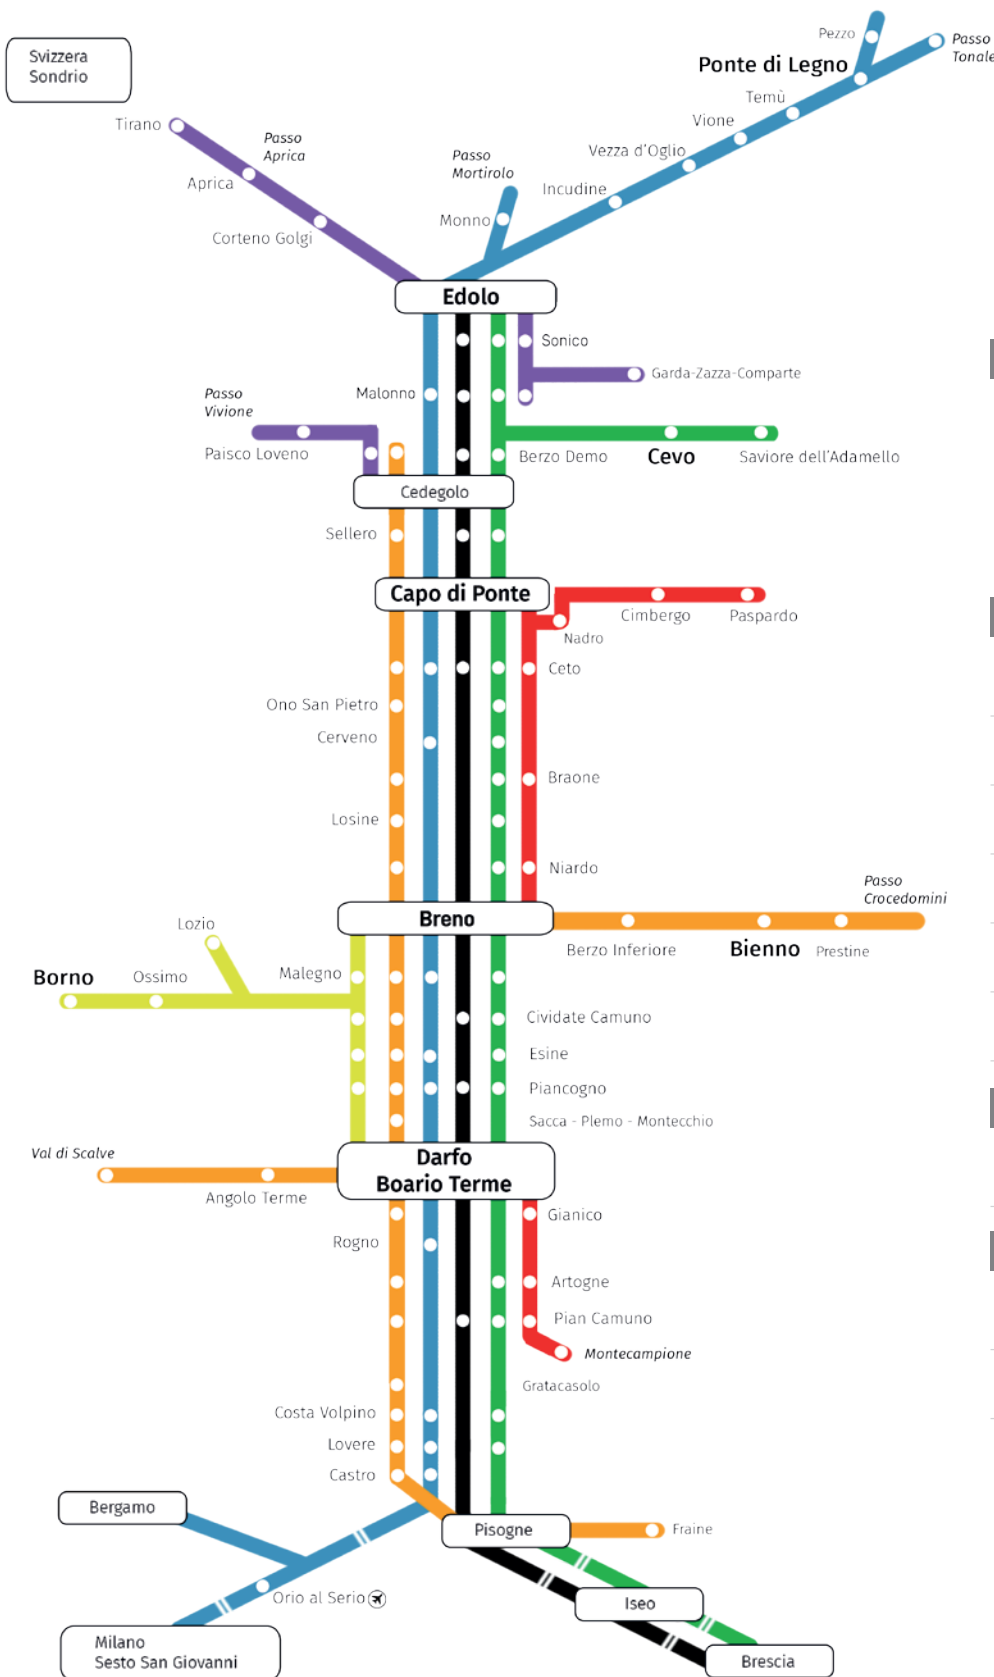 Svizzera
Sondrio
Pezzo
Passo
Tonale
Ponte di Legno
Temù
Vione
Tirano
Passo
Aprica
Vezza d'Oglio
Passo
Mortirolo
Aprica
Incudine
Monno
Corteno Golgi
Edolo
Sonico
Garda-Zazza-Comparte
Passo
Vivione
Malonno
Paisco Loveno
Berzo Demo
Cevo
Saviore dell'Adamello
Cedegolo
Sellero
Capo di Ponte
Cimbergo
Paspardo
Nadro
Ceto
Ono San Pietro
Cerveno
Braone
Losine
Niardo
Passo
Crocedomini
Breno
Lozio
Berzo Inferiore
Bienno
Prestine
Borno
Ossimo
Malegno
Cividate Camuno
Esine
Piancogno
Sacca - Plemo - Montecchio
Val di Scalve
Darfo
Boario Terme
Angolo Terme
Gianico
Rogno
Artogne
Pian Camuno
Montecampione
Gratacasolo
Costa Volpino
Lovere
Castro
Bergamo
Pisogne
Fraine
Orio al Serio
Iseo
Milano
Sesto San Giovanni
Brescia